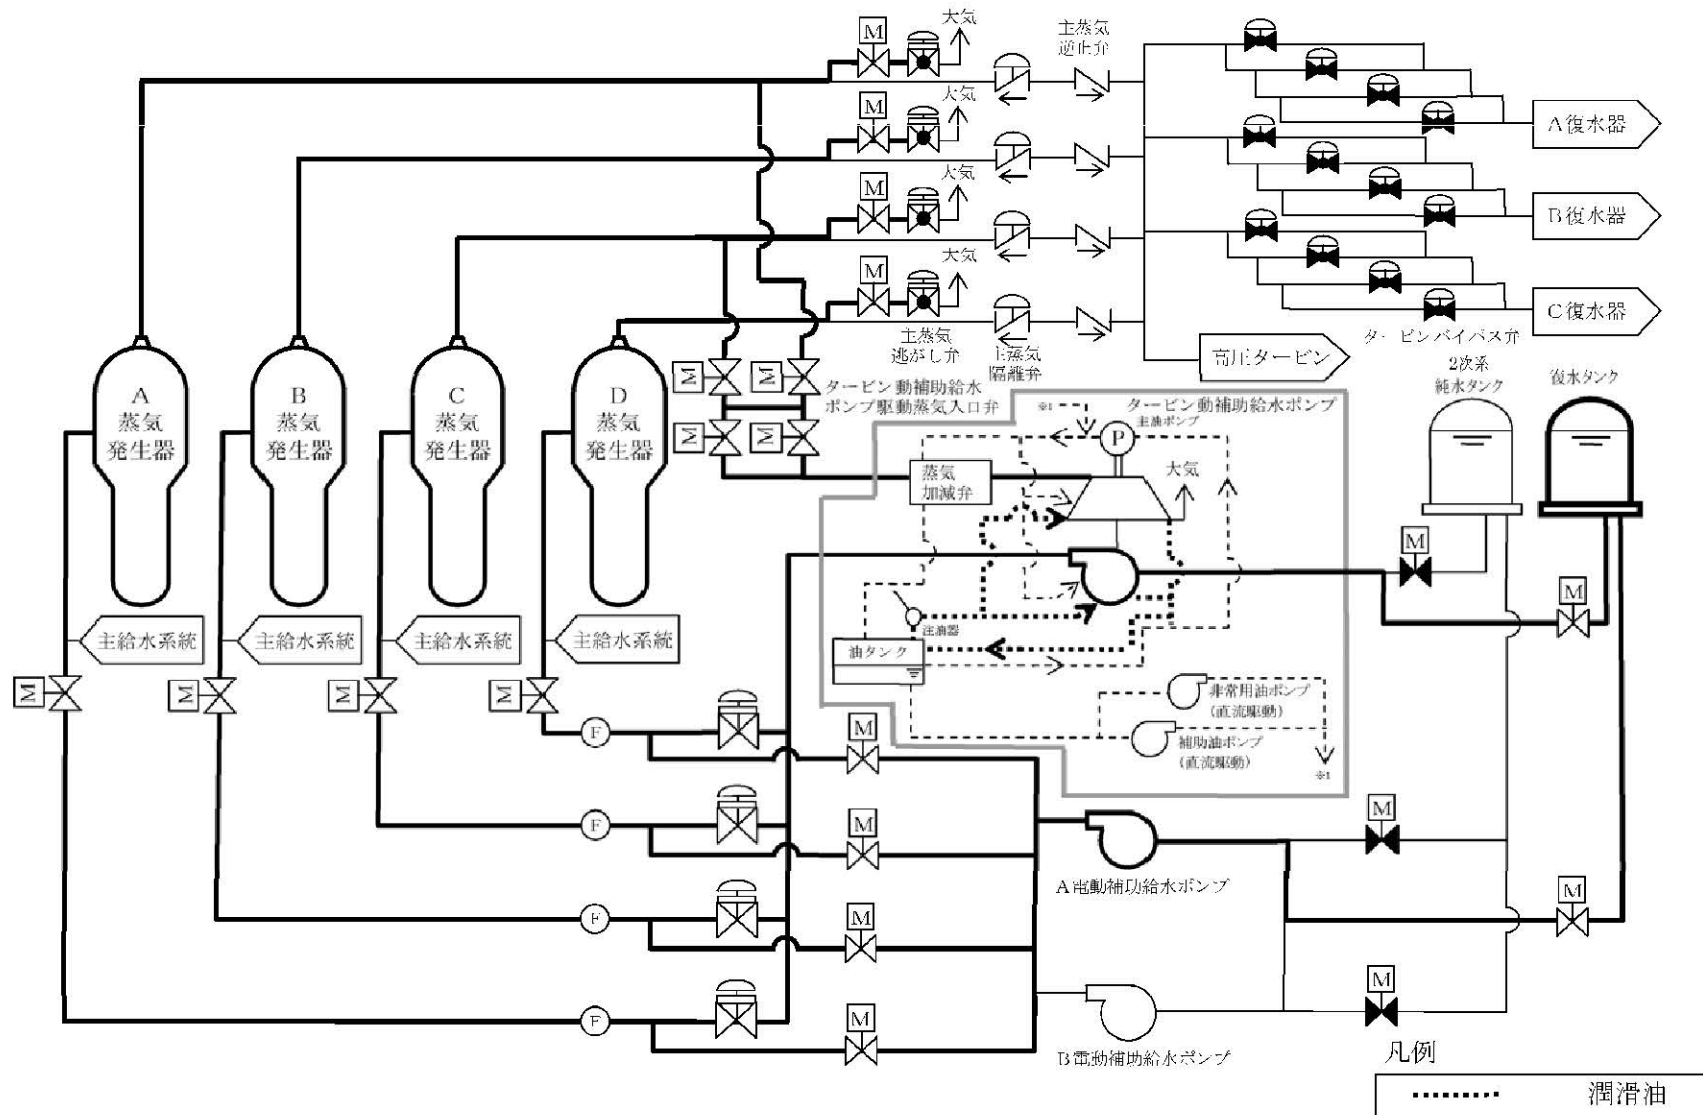 大気
M
主蒸気
逆止弁
大気
M
A復水器
大気
M
B復水器
大気
M
C復水器
主蒸気
逃がし弁
主蒸気
隔離弁
タービンバイパス弁
高圧タービン
2次系
純水タンク
復水タンク
A
蒸気
発生器
B
蒸気
発生器
C
蒸気
発生器
D
蒸気
発生器
M
M
タービン動補助給水
ポンプ駆動蒸気入口弁
M
M
※1
タービン動補助給水ポンプ
主油ポンプ
P
蒸気
加減弁
大気
M
M
注油器
油タンク
主給水系統
主給水系統
主給水系統
主給水系統
M
M
M
M
非常用油ポンプ
(直流駆動)
補助油ポンプ
(直流駆動)
※1
F
M
F
M
F
M
F
M
M
A電動補助給水ポンプ
M
M
B電動補助給水ポンプ
凡例
潤滑油